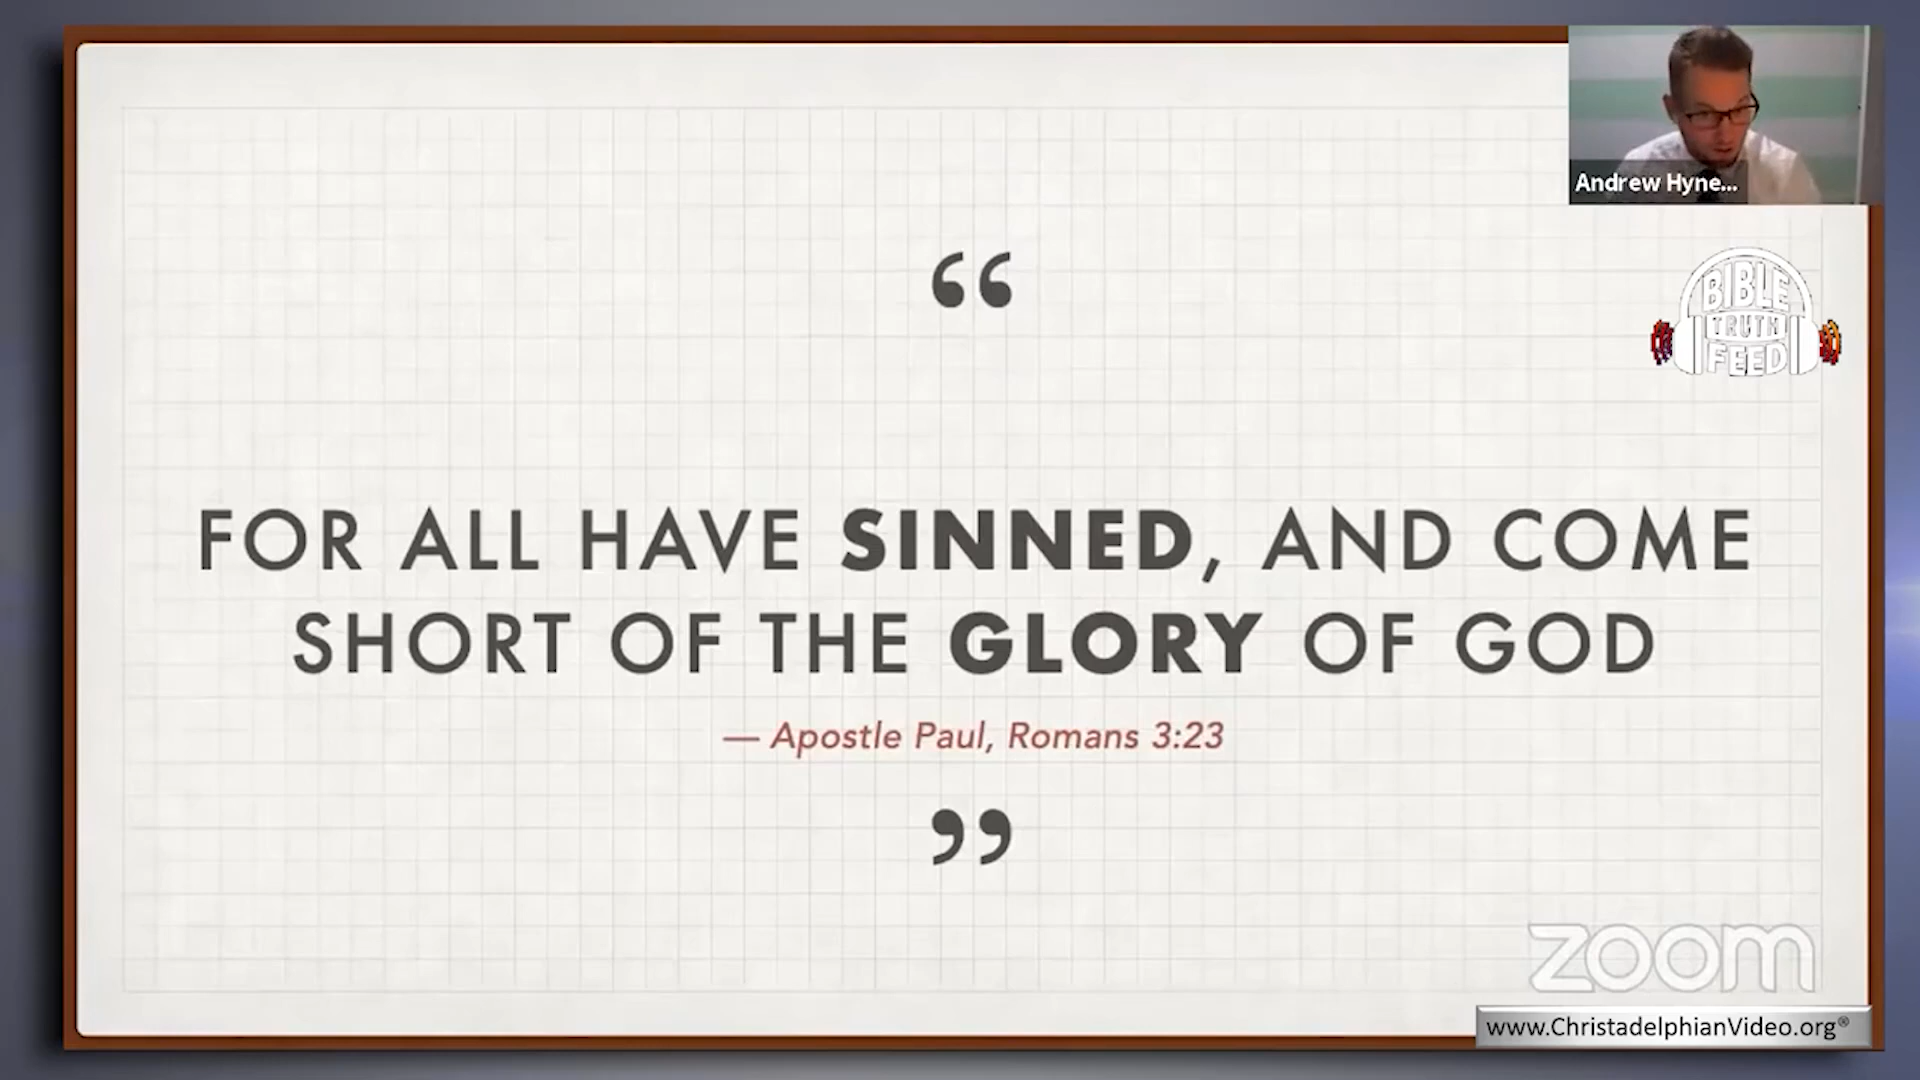 Andrew Hyne...
BIBLE
TRUTH
FEED
“
FOR ALL HAVE SINNED, AND COME
SHORT OF THE GLORY OF GOD
— Apostle Paul, Romans 3:23
”
zoom
www.ChristadelphianVideo.org®